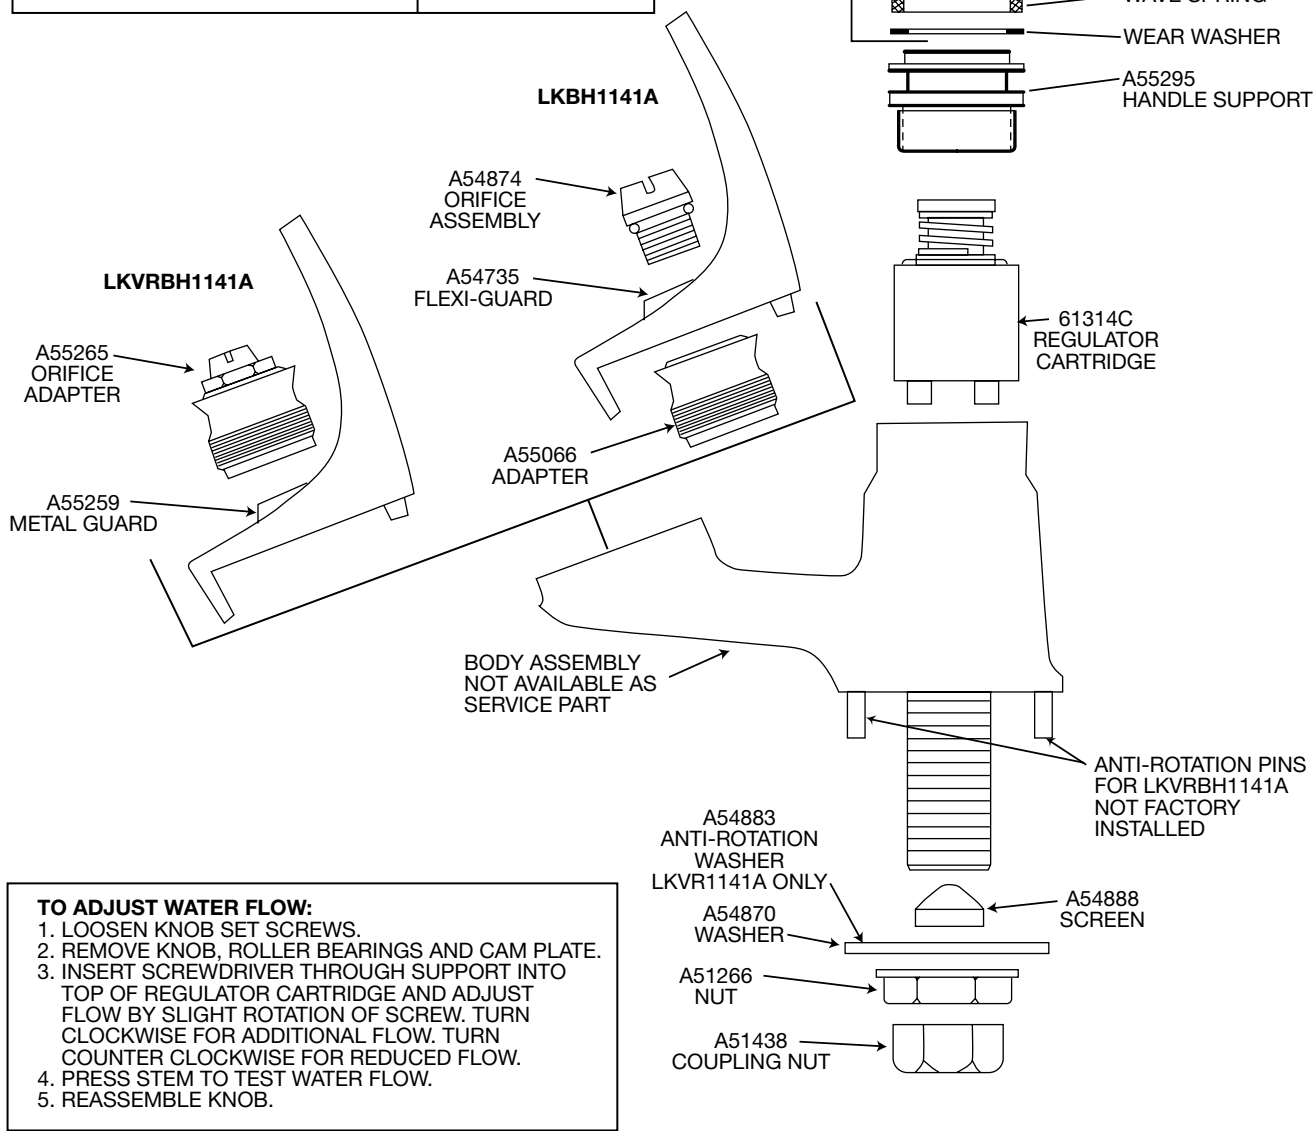 WAVE SPRING
WEAR WASHER
A55295
HANDLE SUPPORT
LKBH1141A
A54874
ORIFICE
ASSEMBLY
A54735
FLEXI-GUARD
LKVRBH1141A
61314C
REGULATOR
CARTRIDGE
A55265
ORIFICE
ADAPTER
A55066
ADAPTER
A55259
METAL GUARD
BODY ASSEMBLY
NOT AVAILABLE AS
SERVICE PART
ANTI-ROTATION PINS
FOR LKVRBH1141A
NOT FACTORY
INSTALLED
A54883
ANTI-ROTATION
WASHER
LKVR1141A ONLY
A54888
SCREEN
A54870
WASHER
A51266
NUT
A51438
COUPLING NUT
TO ADJUST WATER FLOW:
1. LOOSEN KNOB SET SCREWS.
2. REMOVE KNOB, ROLLER BEARINGS AND CAM PLATE.
3. INSERT SCREWDRIVER THROUGH SUPPORT INTO
TOP OF REGULATOR CARTRIDGE AND ADJUST
FLOW BY SLIGHT ROTATION OF SCREW. TURN
CLOCKWISE FOR ADDITIONAL FLOW. TURN
COUNTER CLOCKWISE FOR REDUCED FLOW.
4. PRESS STEM TO TEST WATER FLOW.
5. REASSEMBLE KNOB.